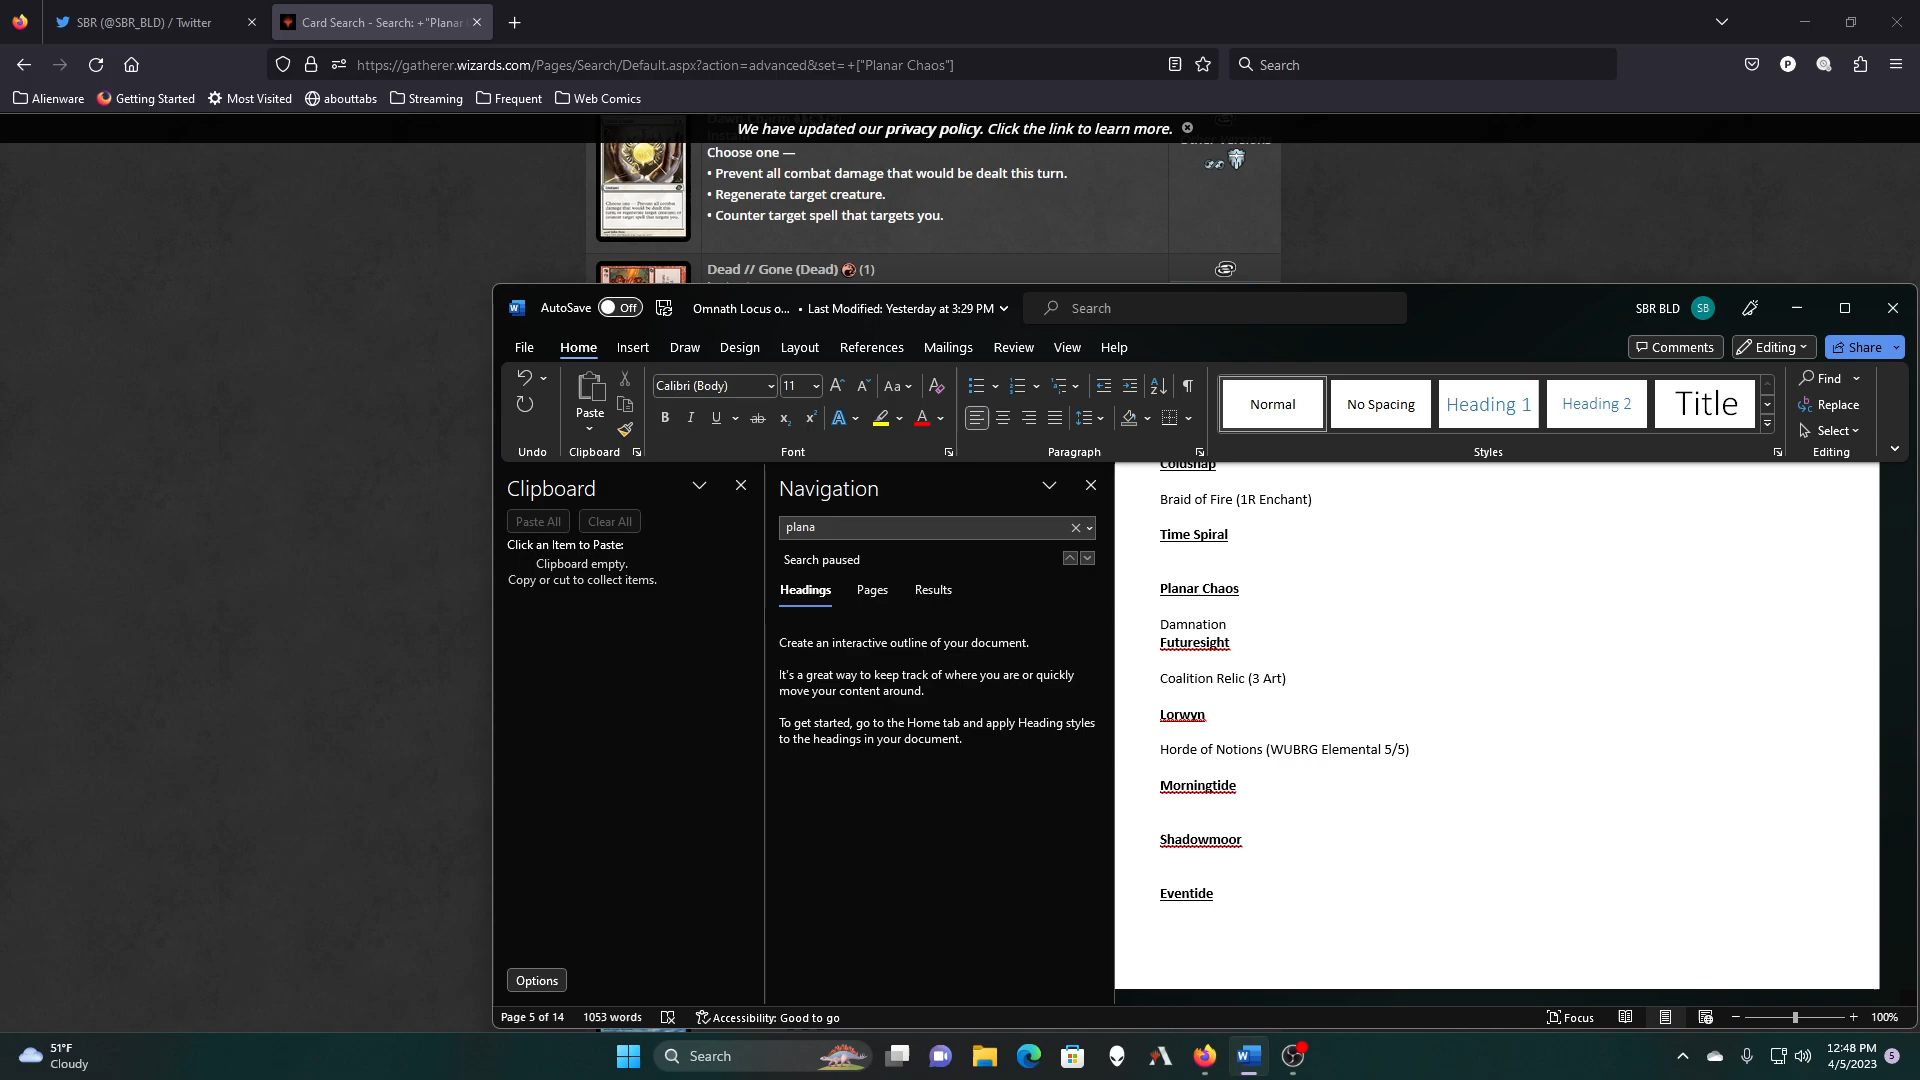 SBR (@SBR_BLD) / Twitter
Card Search - Search: +"Planar
https://gatherer.wizards.com/Pages/Search/Default.aspx?action=advanced&set=+["Planar Chaos"]
Search
Alienware
Getting Started
Most Visited
abouttabs
Streaming
Frequent
Web Comics
We have updated our privacy policy. Click the link to learn more.
Choose one —
• Prevent all combat damage that would be dealt this turn.
• Regenerate target creature.
• Counter target spell that targets you.
Dead // Gone (Dead) (1)
AutoSave Off Omnath Locus o... • Last Modified: Yesterday at 3:29 PM
Search
SBR BLD SB
File Home Insert Draw Design Layout References Mailings Review View Help
Comments Editing Share
Paste
Calibri (Body) 11
Aa
Normal
No Spacing
Heading 1
Heading 2
Title
Find
Replace
Select
Undo Clipboard Font Paragraph Styles Editing
Clipboard
Paste All Clear All
Click an Item to Paste:
Clipboard empty.
Copy or cut to collect items.
Options
Navigation
plana
Search paused
Headings Pages Results
Create an interactive outline of your document.
It's a great way to keep track of where you are or quickly
move your content around.
To get started, go to the Home tab and apply Heading styles
to the headings in your document.
Coldsnap
Braid of Fire (1R Enchant)
Time Spiral
Planar Chaos
Damnation
Futuresight
Coalition Relic (3 Art)
Lorwyn
Horde of Notions (WUBRG Elemental 5/5)
Morningtide
Shadowmoor
Eventide
Page 5 of 14 1053 words Accessibility: Good to go
Focus 100%
51°F
Cloudy
Search
12:48 PM
4/5/2023
5